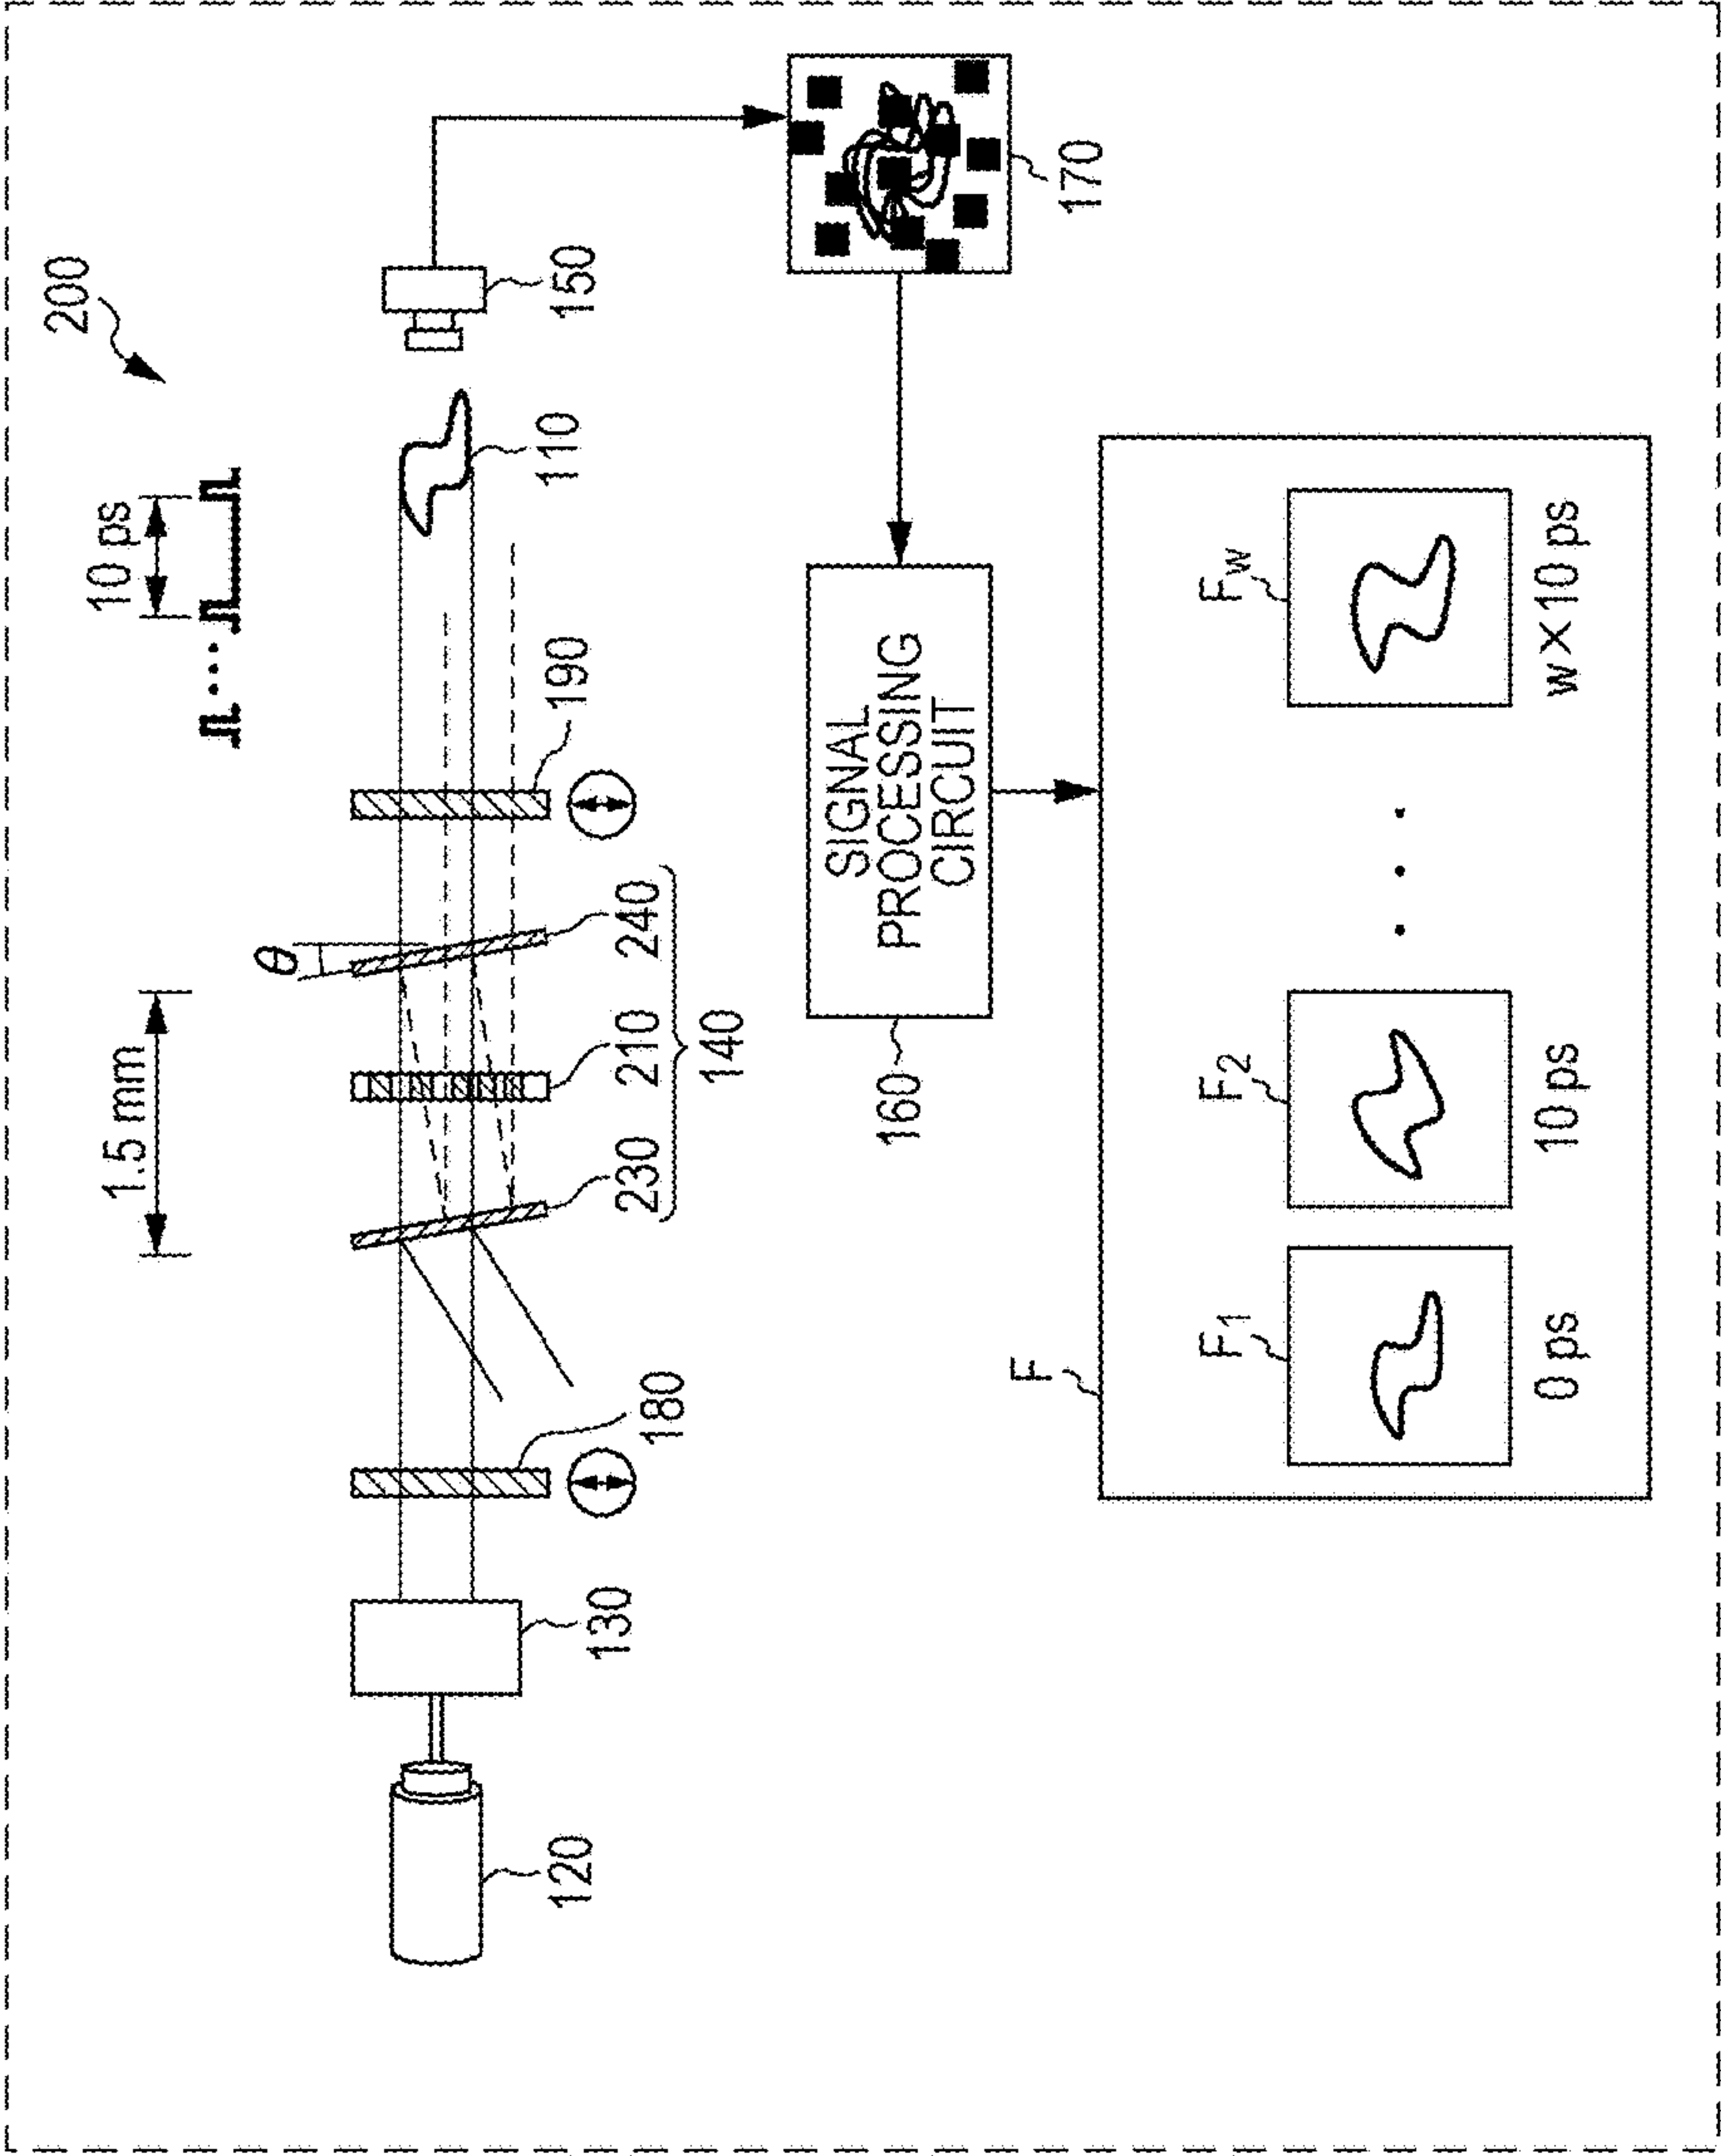 200
10 ps
1.5 mm
θ
120
130
180
230
210
240
140
190
110
150
170
160
SIGNAL
PROCESSING
CIRCUIT
F
F1
F2
Fw
0 ps
10 ps
w×10 ps